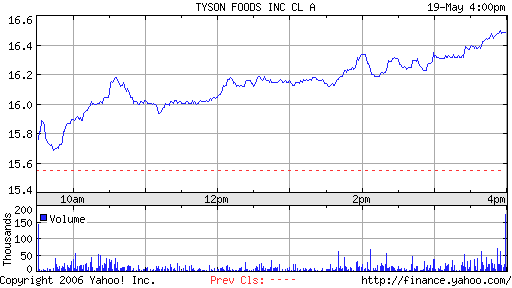 TYSON FOODS INC CL A 19-May 4:00pm
16.6
16.4
16.2
16.0
15.8
15.6
15.4
10am 12pm 2pm 4pm
200
150
100
50
0
Thousands
Volume
Copyright 2006 Yahoo! Inc. Prev Cls: ---- http://finance.yahoo.com/